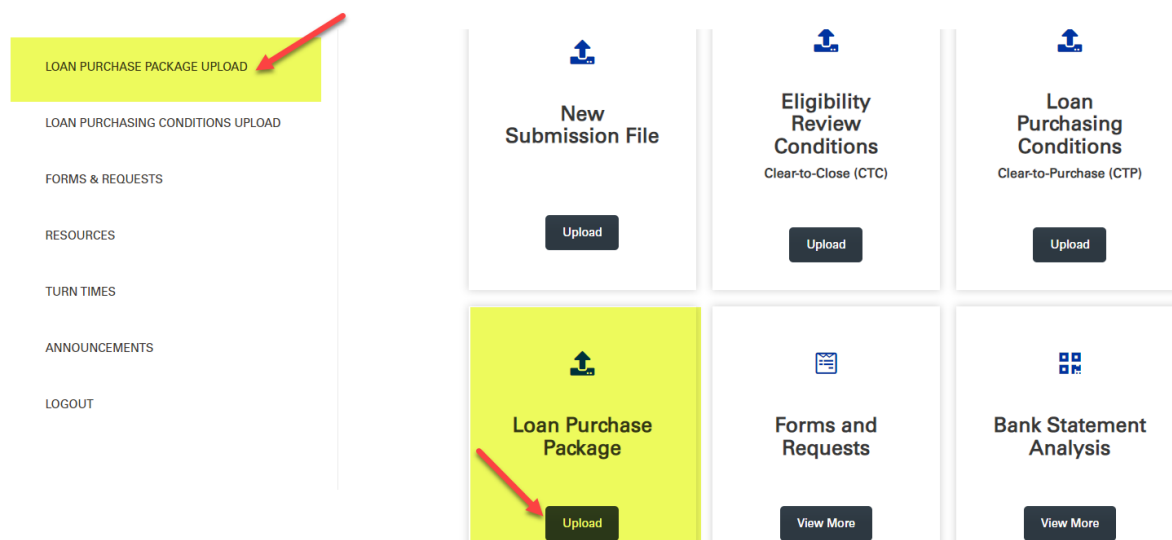 LOAN PURCHASE PACKAGE UPLOAD
LOAN PURCHASING CONDITIONS UPLOAD
FORMS & REQUESTS
RESOURCES
TURN TIMES
ANNOUNCEMENTS
LOGOUT
New
Submission File
Upload
Eligibility
Review
Conditions
Clear-to-Close (CTC)
Upload
Loan
Purchasing
Conditions
Clear-to-Purchase (CTP)
Upload
Loan Purchase
Package
Upload
Forms and
Requests
View More
Bank Statement
Analysis
View More